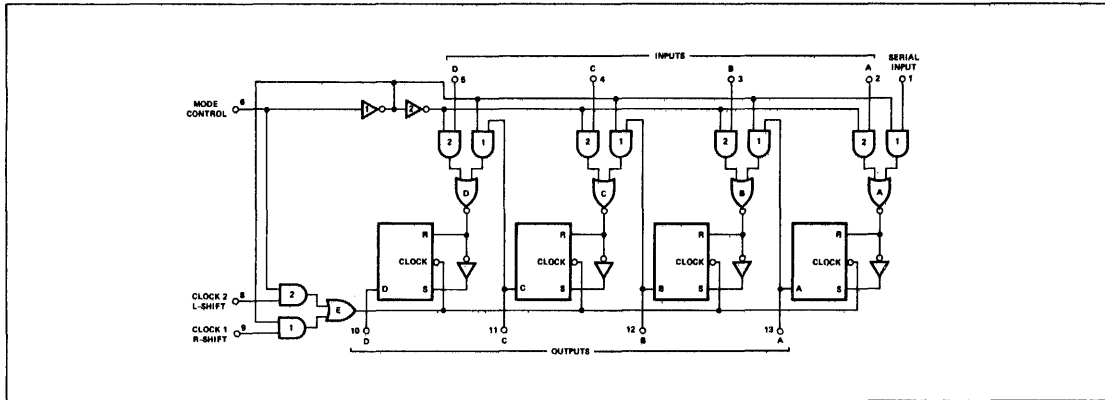 INPUTS
D C B A SERIAL INPUT
5 4 3 2 1
MODE CONTROL 6
1 2
2 1 2 1 2 1 2 1
D C B A
R R R R
CLOCK CLOCK CLOCK CLOCK
D S C S B S A S
CLOCK 2 L-SHIFT 8 2
E
CLOCK 1 R-SHIFT 9 1
10 11 12 13
D C B A
OUTPUTS